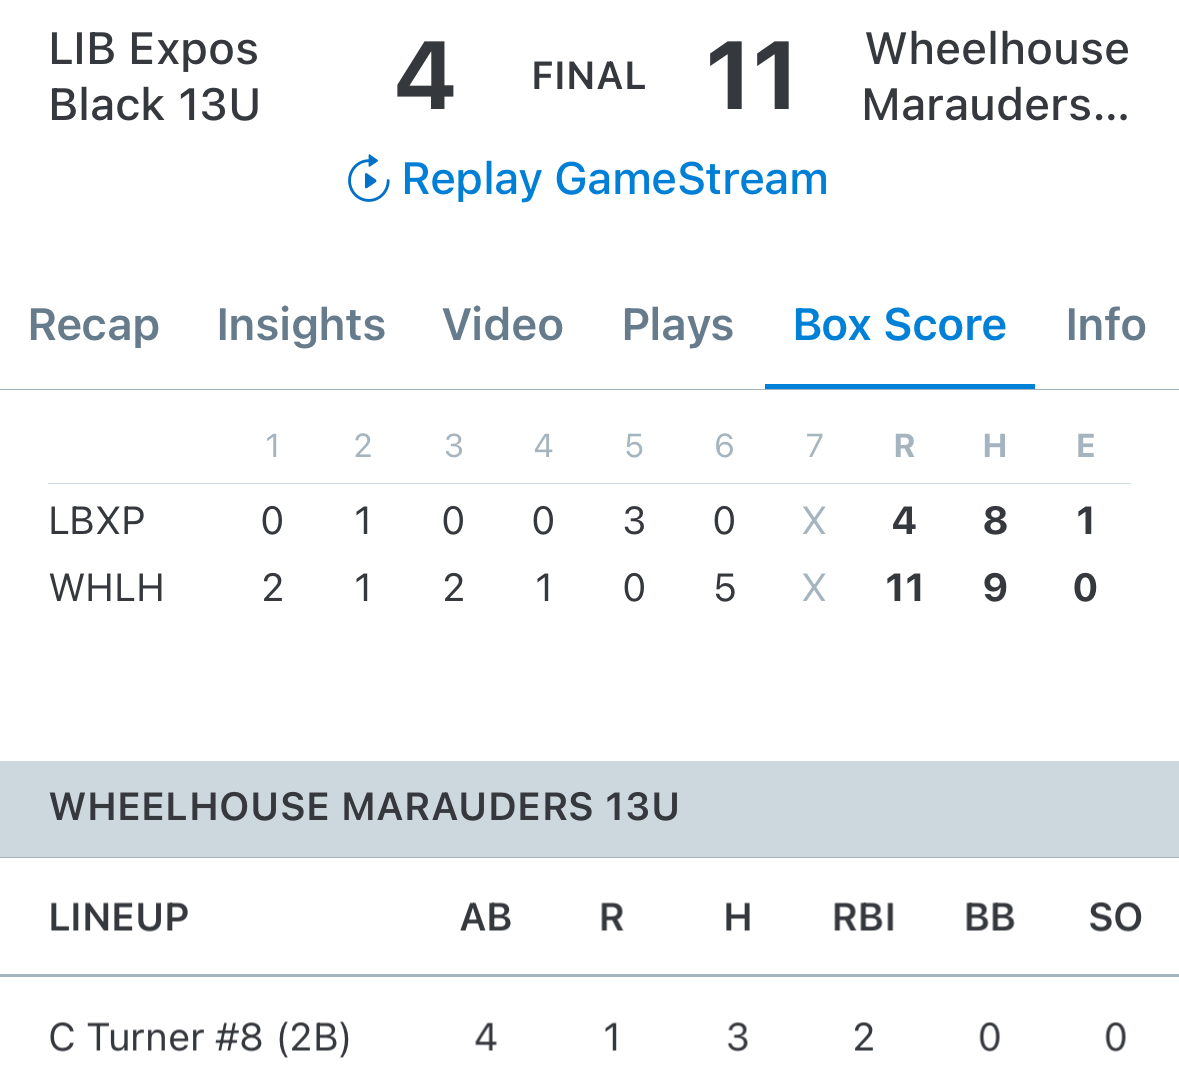 LIB Expos
Black 13U
4 FINAL 11
Wheelhouse
Marauders...
Replay GameStream
Recap Insights Video Plays Box Score Info
1 2 3 4 5 6 7 R H E
LBXP 0 1 0 0 3 0 X 4 8 1
WHLH 2 1 2 1 0 5 X 11 9 0
WHEELHOUSE MARAUDERS 13U
LINEUP AB R H RBI BB SO
C Turner #8 (2B) 4 1 3 2 0 0